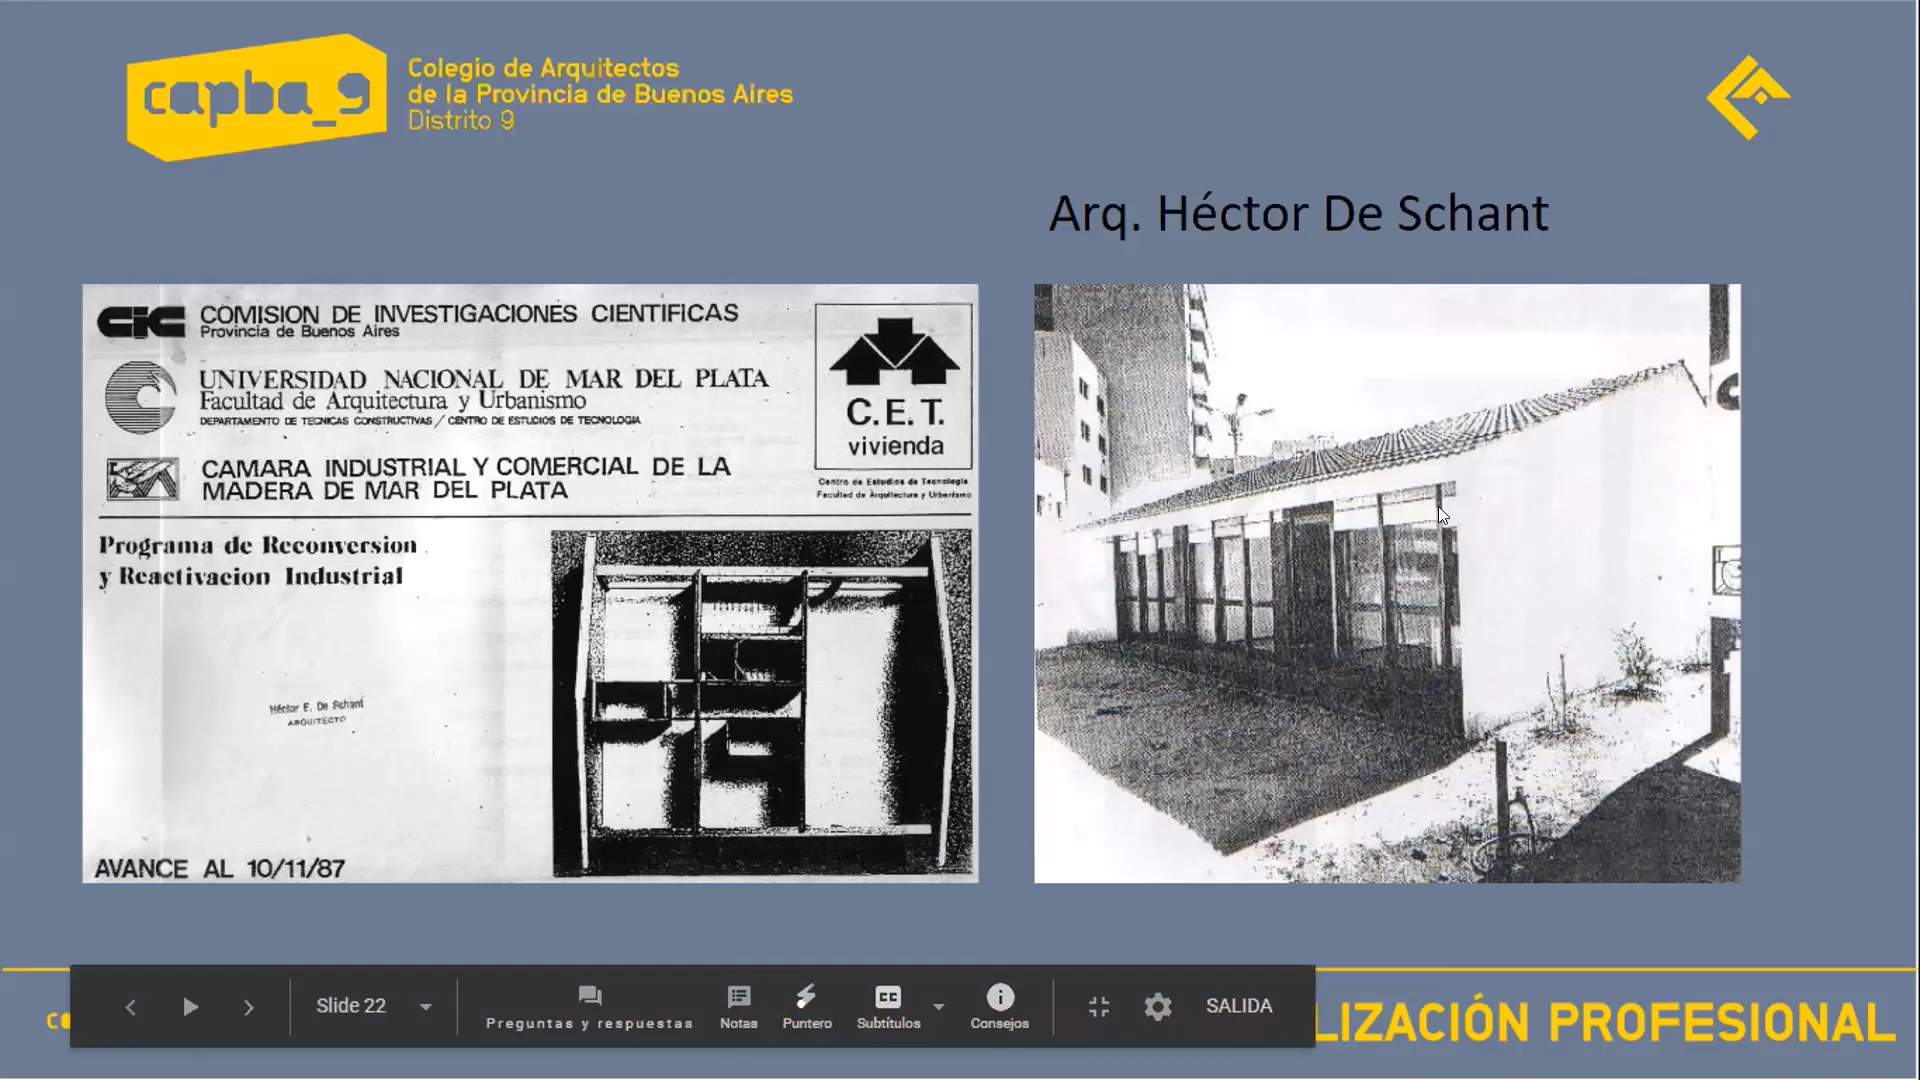 capba_9
Colegio de Arquitectos
de la Provincia de Buenos Aires
Distrito 9
Arq. Héctor De Schant
CIC
COMISION DE INVESTIGACIONES CIENTIFICAS
Provincia de Buenos Aires
UNIVERSIDAD NACIONAL DE MAR DEL PLATA
Facultad de Arquitectura y Urbanismo
DEPARTAMENTO DE TECNICAS CONSTRUCTIVAS / CENTRO DE ESTUDIOS DE TECNOLOGIA
CAMARA INDUSTRIAL Y COMERCIAL DE LA
MADERA DE MAR DEL PLATA
C.E.T.
vivienda
Centro de Estudios de Tecnologia
Facultad de Arquitectura y Urbanismo
Programa de Reconversion
y Reactivacion Industrial
Héctor E. De Schant
ARQUITECTO
AVANCE AL 10/11/87
Slide 22
Preguntas y respuestas
Notas
Puntero
CC
Subtítulos
Consejos
SALIDA
LIZACIÓN PROFESIONAL